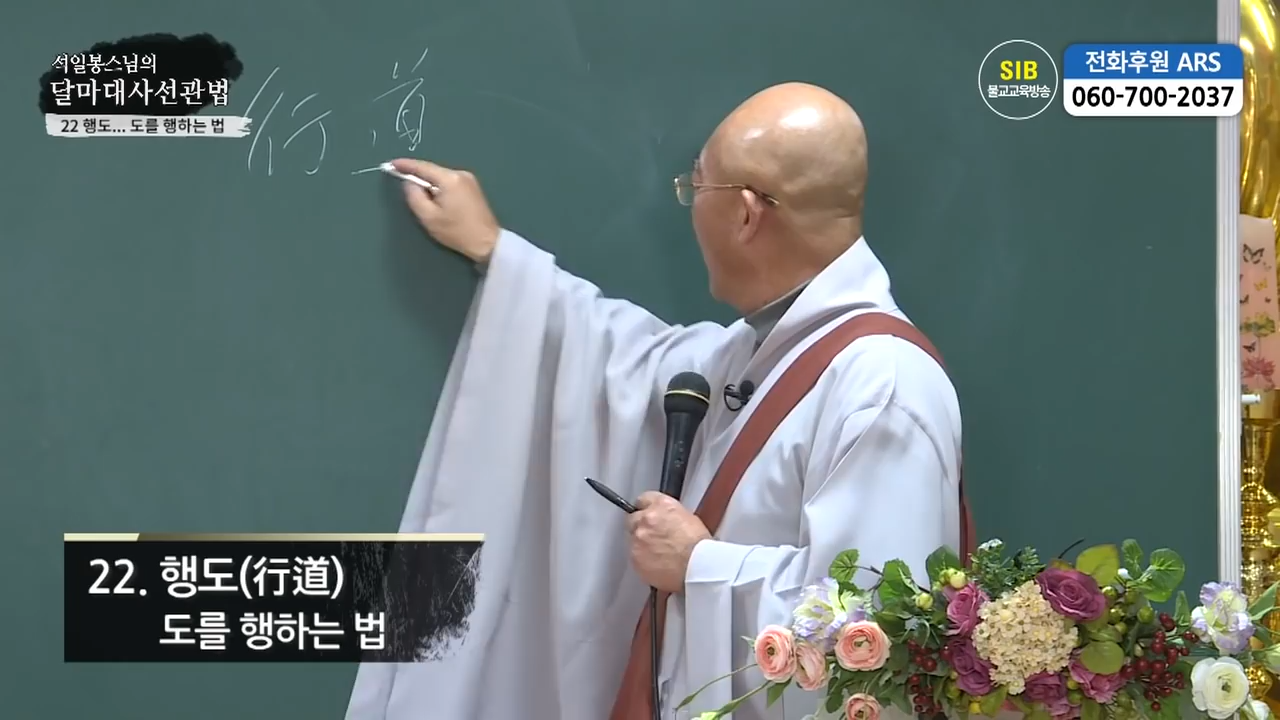 석일봉스님의
달마대사선관법
22 행도... 도를 행하는 법
行道
SIB
불교교육방송
전화후원 ARS
060-700-2037
22. 행도(行道)
도를 행하는 법